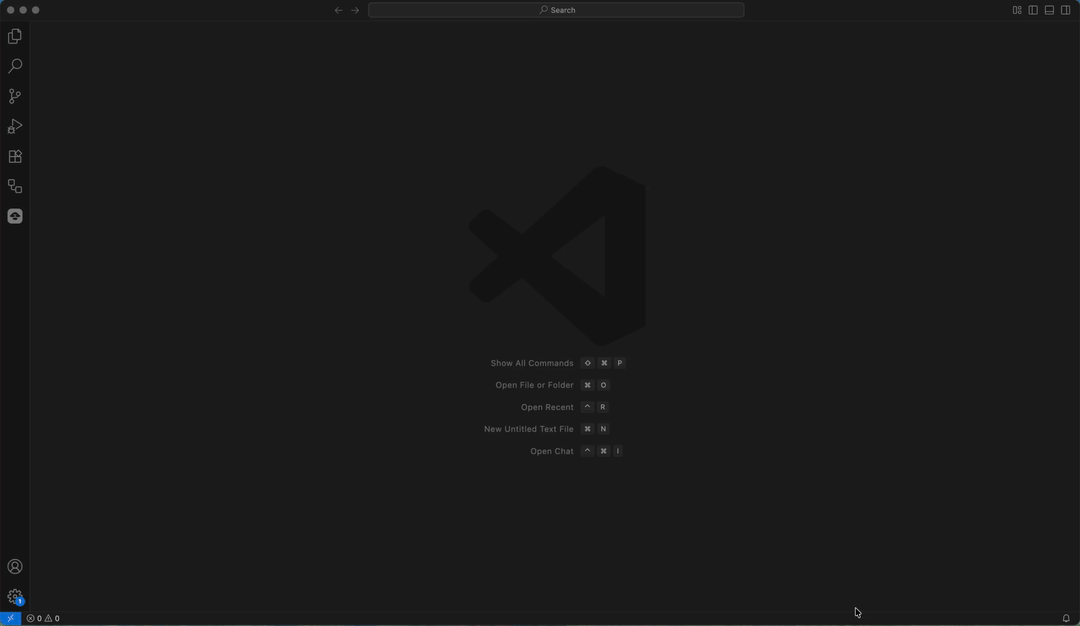 Search
Show All Commands ⇧ ⌘ P
Open File or Folder ⌘ O
Open Recent ^ R
New Untitled Text File ⌘ N
Open Chat ^ ⌘ I
1
0 0